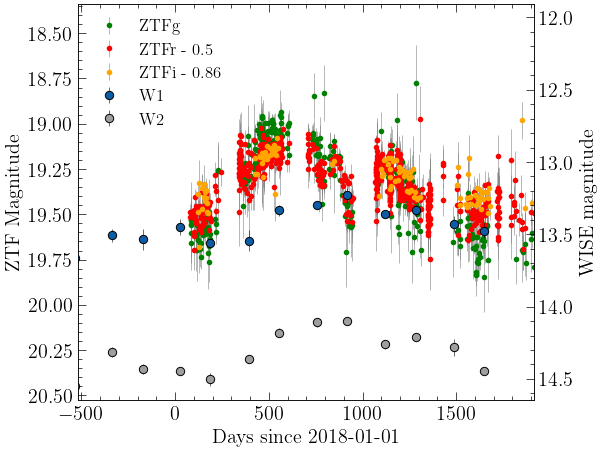 ZTFg
ZTFr - 0.5
ZTFi - 0.86
W1
W2
18.50
18.75
19.00
19.25
19.50
19.75
20.00
20.25
20.50
ZTF Magnitude
12.0
12.5
13.0
13.5
14.0
14.5
WISE magnitude
−500
0
500
1000
1500
Days since 2018-01-01